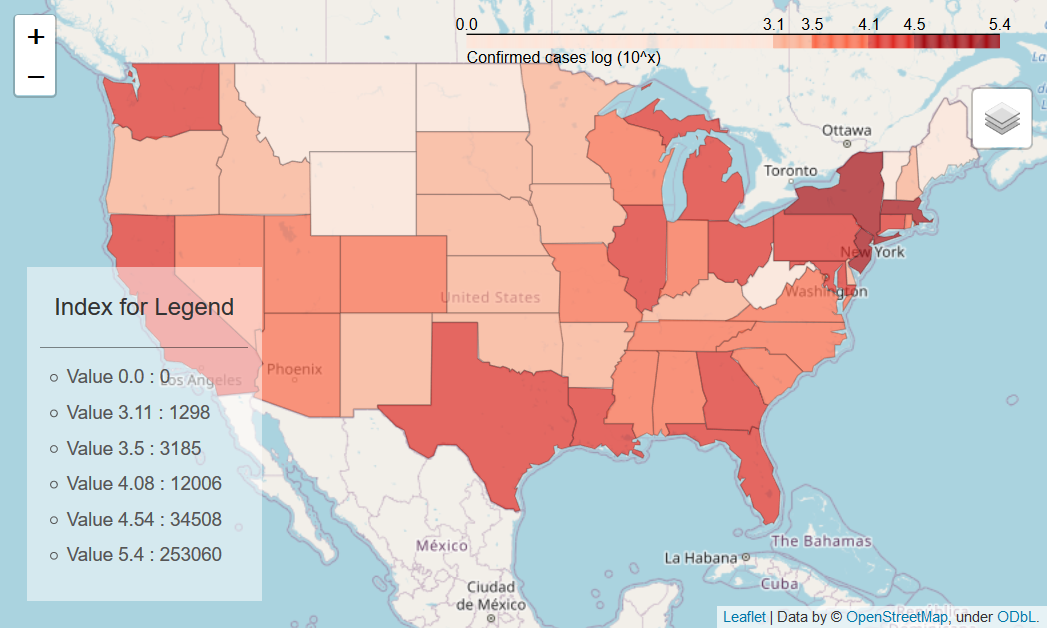 +
−
0.0 3.1 3.5 4.1 4.5 5.4
Confirmed cases log (10^x)
Ottawa
Toronto
New York
Washington
United States
Index for Legend
Phoenix
Los Angeles
○ Value 0.0 : 0
○ Value 3.11 : 1298
○ Value 3.5 : 3185
○ Value 4.08 : 12006
○ Value 4.54 : 34508
○ Value 5.4 : 253060
México
The Bahamas
La Habana
Cuba
Ciudad
de México
Leaflet | Data by © OpenStreetMap, under ODbL.